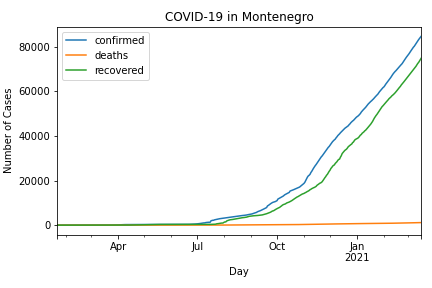 COVID-19 in Montenegro
confirmed
deaths
recovered
Number of Cases
80000
60000
40000
20000
0
Apr
Jul
Oct
Jan
2021
Day